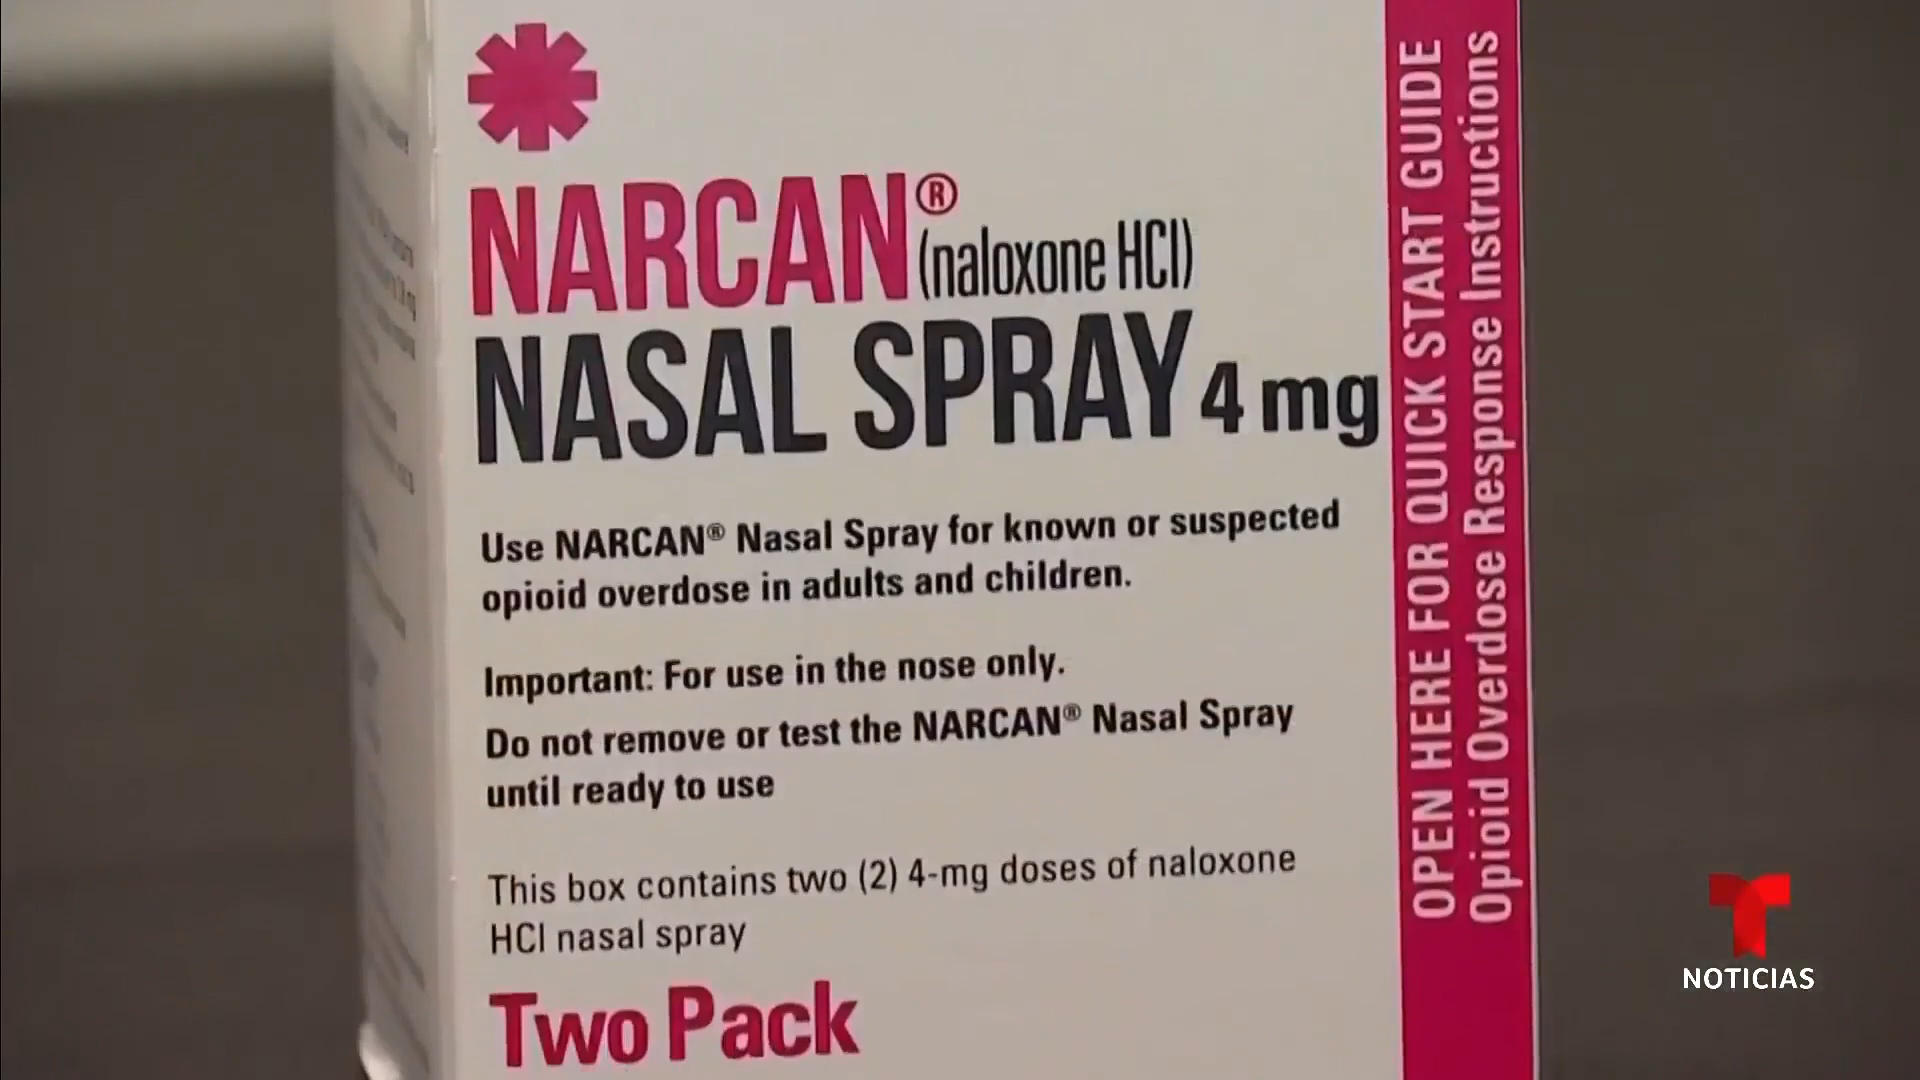 NARCAN®
(naloxone HCl)
NASAL SPRAY 4 mg
Use NARCAN® Nasal Spray for known or suspected
opioid overdose in adults and children.
Important: For use in the nose only.
Do not remove or test the NARCAN® Nasal Spray
until ready to use
This box contains two (2) 4-mg doses of naloxone
HCl nasal spray
Two Pack
OPEN HERE FOR QUICK START GUIDE
Opioid Overdose Response Instructions
NOTICIAS